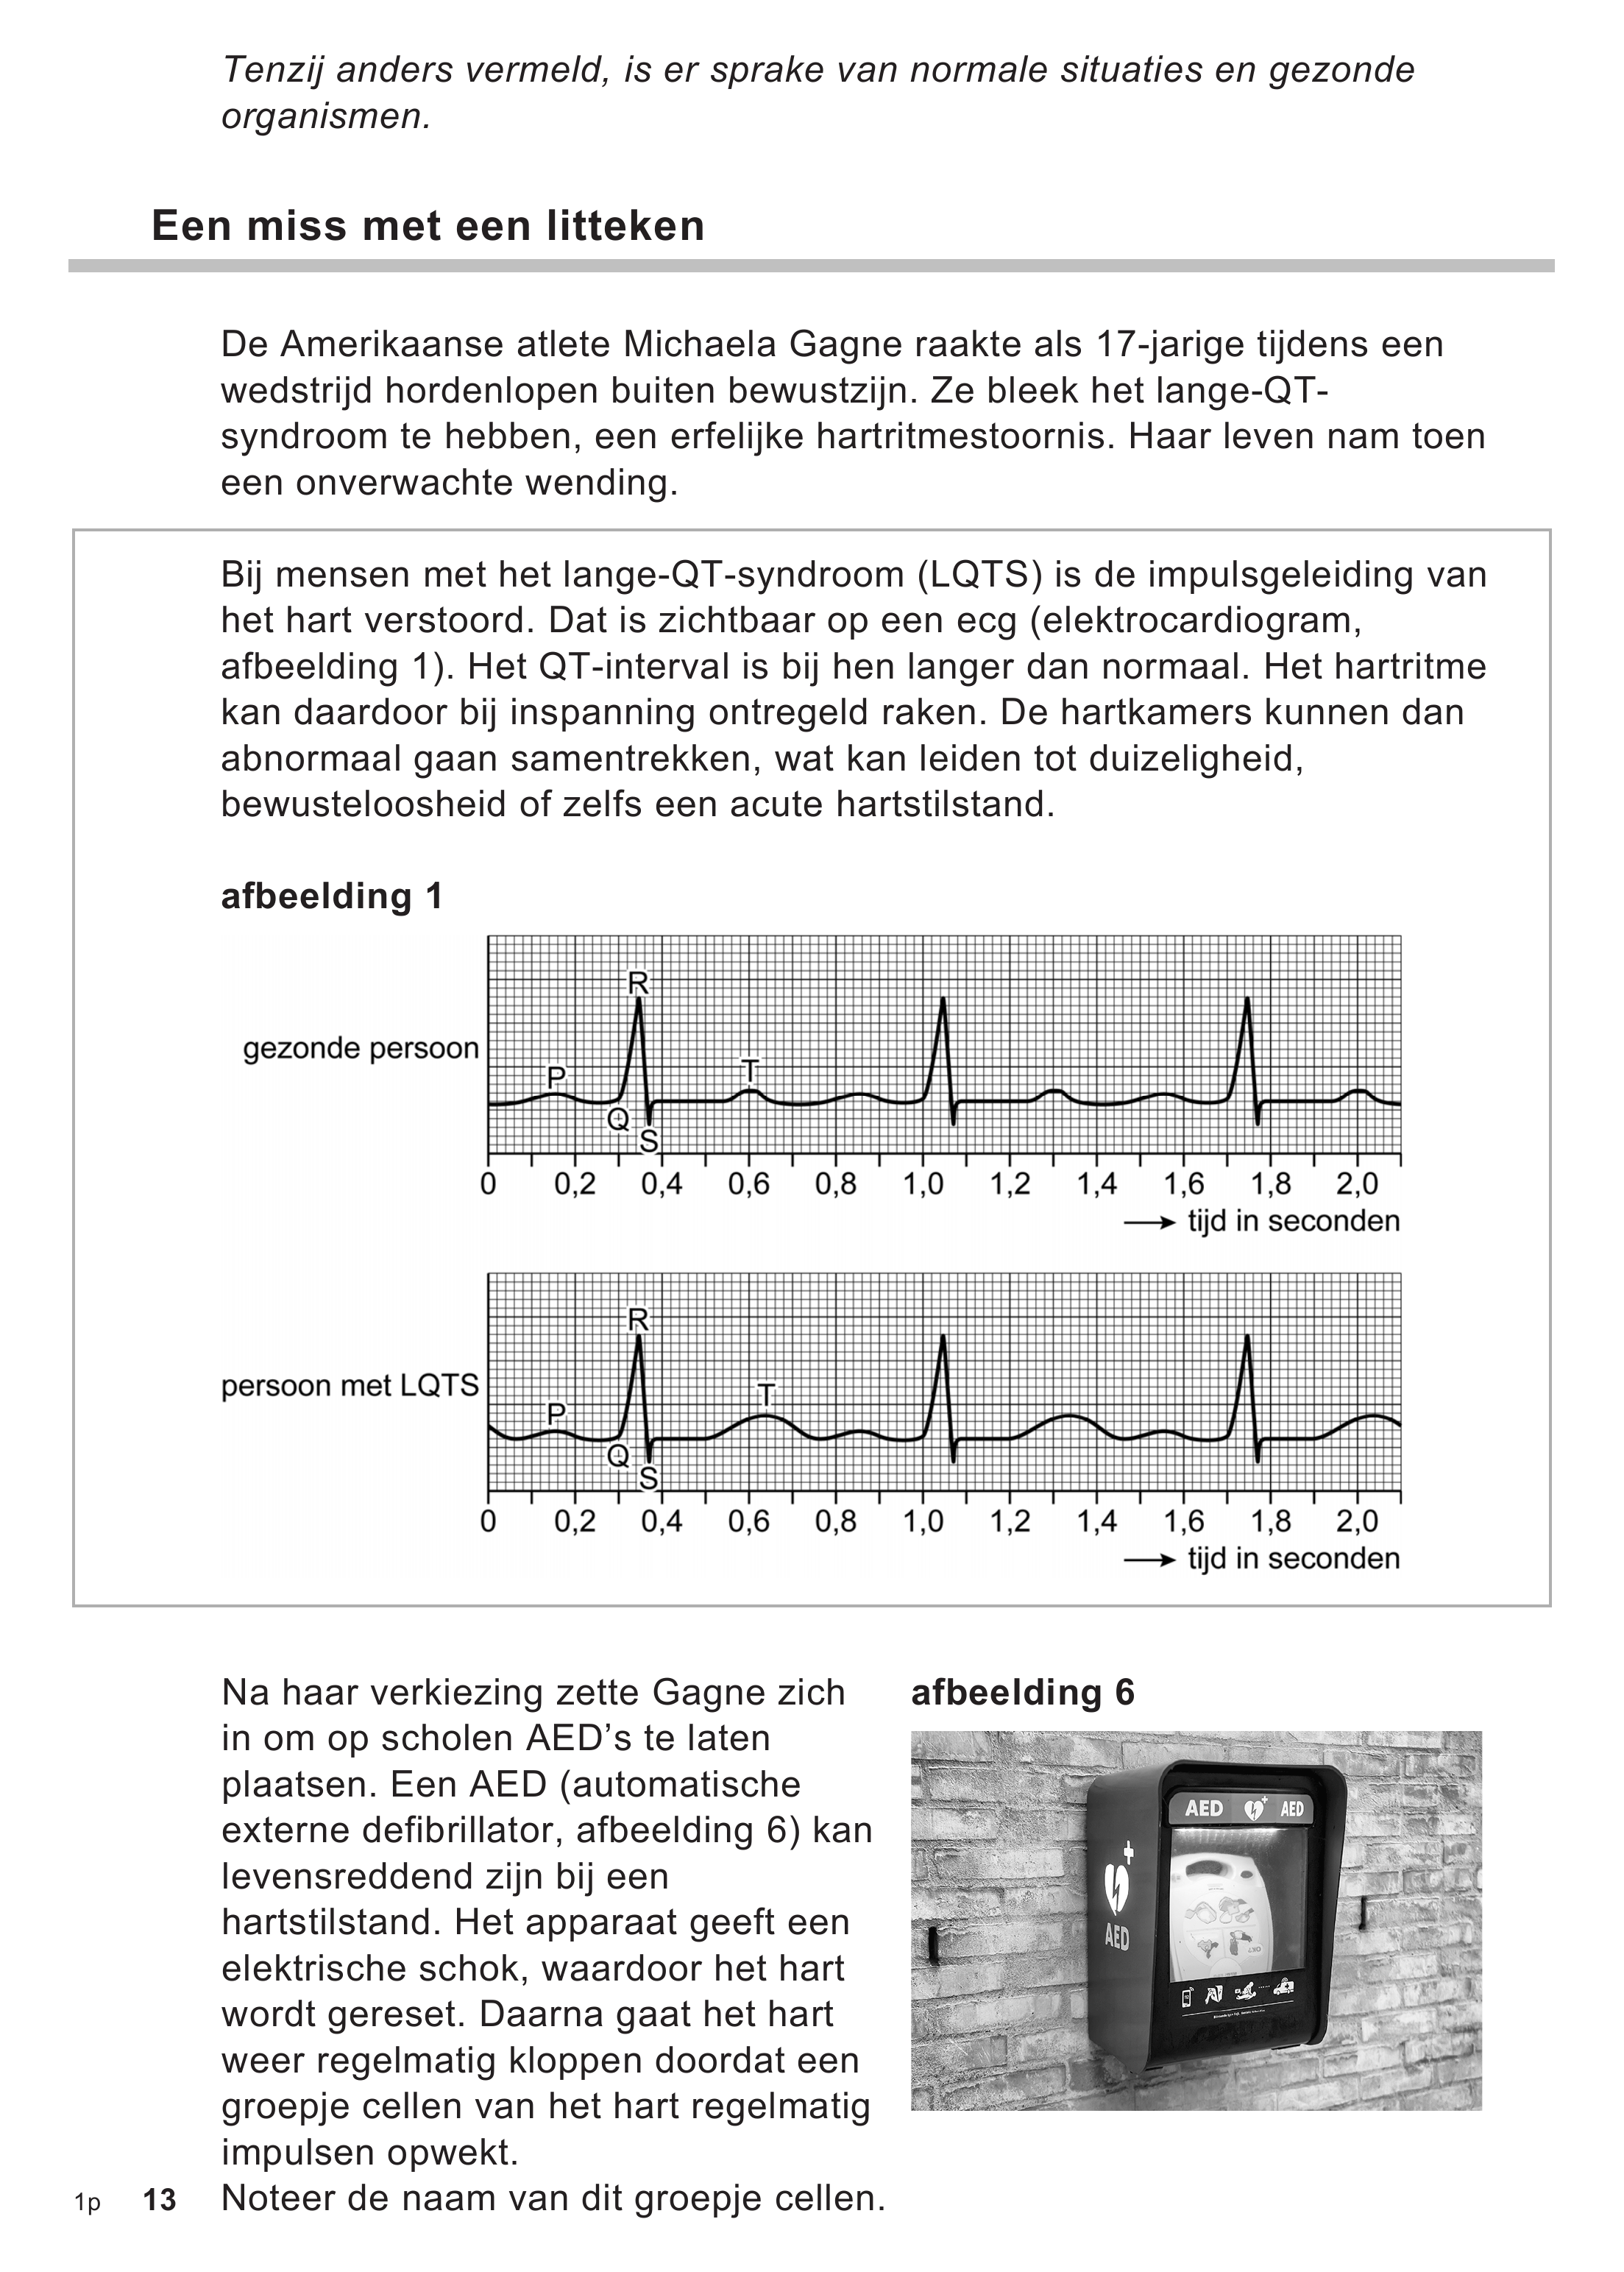 Tenzij anders vermeld, is er sprake van normale situaties en gezonde
organismen.
Een miss met een litteken
De Amerikaanse atlete Michaela Gagne raakte als 17-jarige tijdens een
wedstrijd hordenlopen buiten bewustzijn. Ze bleek het lange-QT-
syndroom te hebben, een erfelijke hartritmestoornis. Haar leven nam toen
een onverwachte wending.
Bij mensen met het lange-QT-syndroom (LQTS) is de impulsgeleiding van
het hart verstoord. Dat is zichtbaar op een ecg (elektrocardiogram,
afbeelding 1). Het QT-interval is bij hen langer dan normaal. Het hartritme
kan daardoor bij inspanning ontregeld raken. De hartkamers kunnen dan
abnormaal gaan samentrekken, wat kan leiden tot duizeligheid,
bewusteloosheid of zelfs een acute hartstilstand.
afbeelding 1
R
gezonde persoon
P
T
Q
S
0 0,2 0,4 0,6 0,8 1,0 1,2 1,4 1,6 1,8 2,0
tijd in seconden
R
persoon met LQTS
P
T
Q
S
0 0,2 0,4 0,6 0,8 1,0 1,2 1,4 1,6 1,8 2,0
tijd in seconden
Na haar verkiezing zette Gagne zich
in om op scholen AED's te laten
plaatsen. Een AED (automatische
externe defibrillator, afbeelding 6) kan
levensreddend zijn bij een
hartstilstand. Het apparaat geeft een
elektrische schok, waardoor het hart
wordt gereset. Daarna gaat het hart
weer regelmatig kloppen doordat een
groepje cellen van het hart regelmatig
impulsen opwekt.
afbeelding 6
AED AED
AED
1p 13 Noteer de naam van dit groepje cellen.